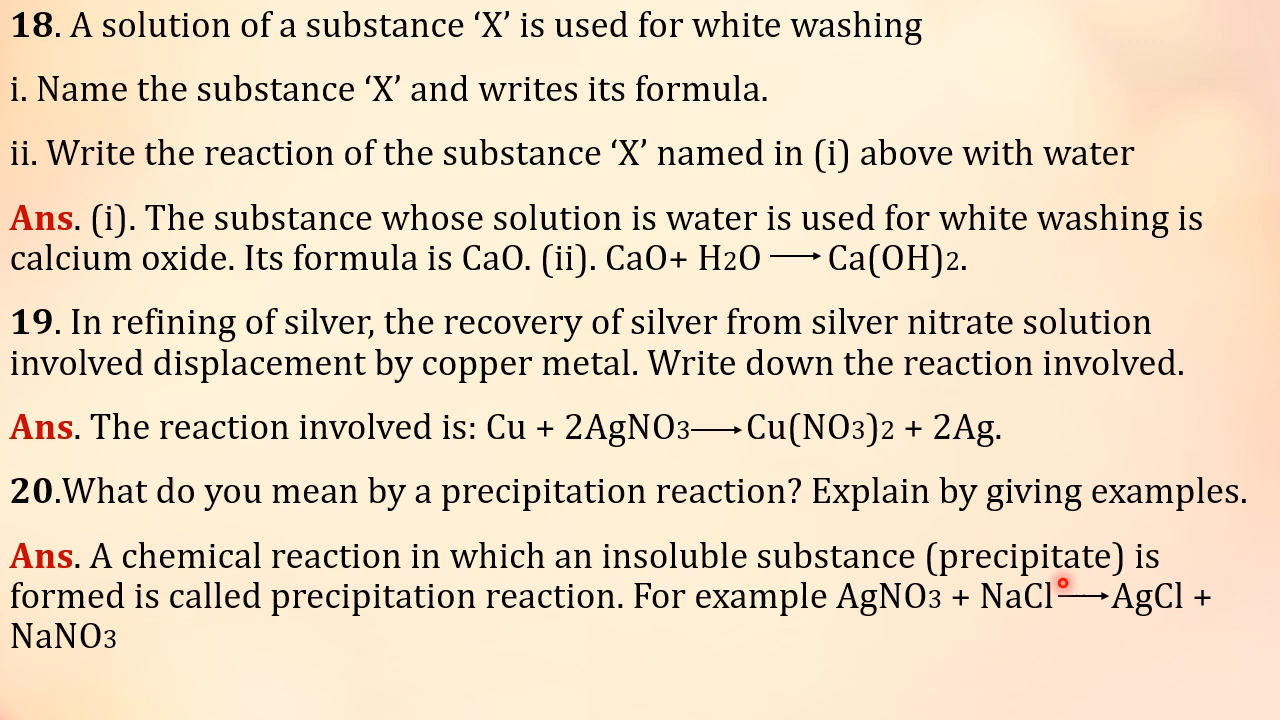 18. A solution of a substance ‘X’ is used for white washing
i. Name the substance ‘X’ and writes its formula.
ii. Write the reaction of the substance ‘X’ named in (i) above with water
Ans. (i). The substance whose solution is water is used for white washing is
calcium oxide. Its formula is CaO. (ii). CaO+ H2O ⟶ Ca(OH)2.
19. In refining of silver, the recovery of silver from silver nitrate solution
involved displacement by copper metal. Write down the reaction involved.
Ans. The reaction involved is: Cu + 2AgNO3⟶Cu(NO3)2 + 2Ag.
20.What do you mean by a precipitation reaction? Explain by giving examples.
Ans. A chemical reaction in which an insoluble substance (precipitate) is
formed is called precipitation reaction. For example AgNO3 + NaCl⟶AgCl +
NaNO3